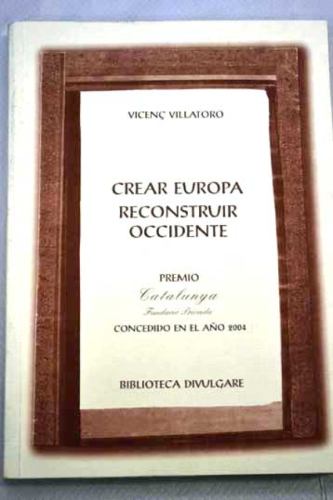 VICENÇ VILLATORO
CREAR EUROPA
RECONSTRUIR
OCCIDENTE
PREMIO
Catalunya
Fundació Privada
CONCEDIDO EN EL AÑO 2004
BIBLIOTECA DIVULGARE